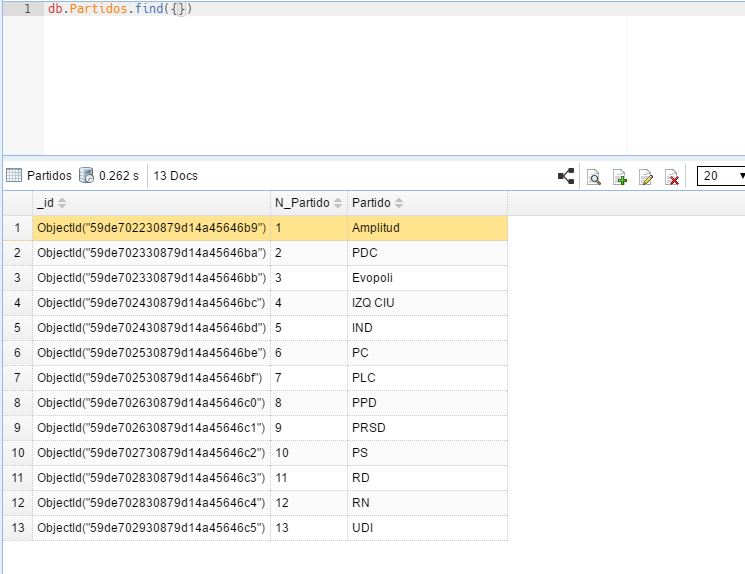 1 db.Partidos.find({})
Partidos 0.262 s 13 Docs 20
_id N_Partido Partido
1 ObjectId("59de702230879d14a45646b9") 1 Amplitud
2 ObjectId("59de702330879d14a45646ba") 2 PDC
3 ObjectId("59de702330879d14a45646bb") 3 Evopoli
4 ObjectId("59de702430879d14a45646bc") 4 IZQ CIU
5 ObjectId("59de702430879d14a45646bd") 5 IND
6 ObjectId("59de702530879d14a45646be") 6 PC
7 ObjectId("59de702530879d14a45646bf") 7 PLC
8 ObjectId("59de702630879d14a45646c0") 8 PPD
9 ObjectId("59de702630879d14a45646c1") 9 PRSD
10 ObjectId("59de702730879d14a45646c2") 10 PS
11 ObjectId("59de702830879d14a45646c3") 11 RD
12 ObjectId("59de702830879d14a45646c4") 12 RN
13 ObjectId("59de702930879d14a45646c5") 13 UDI